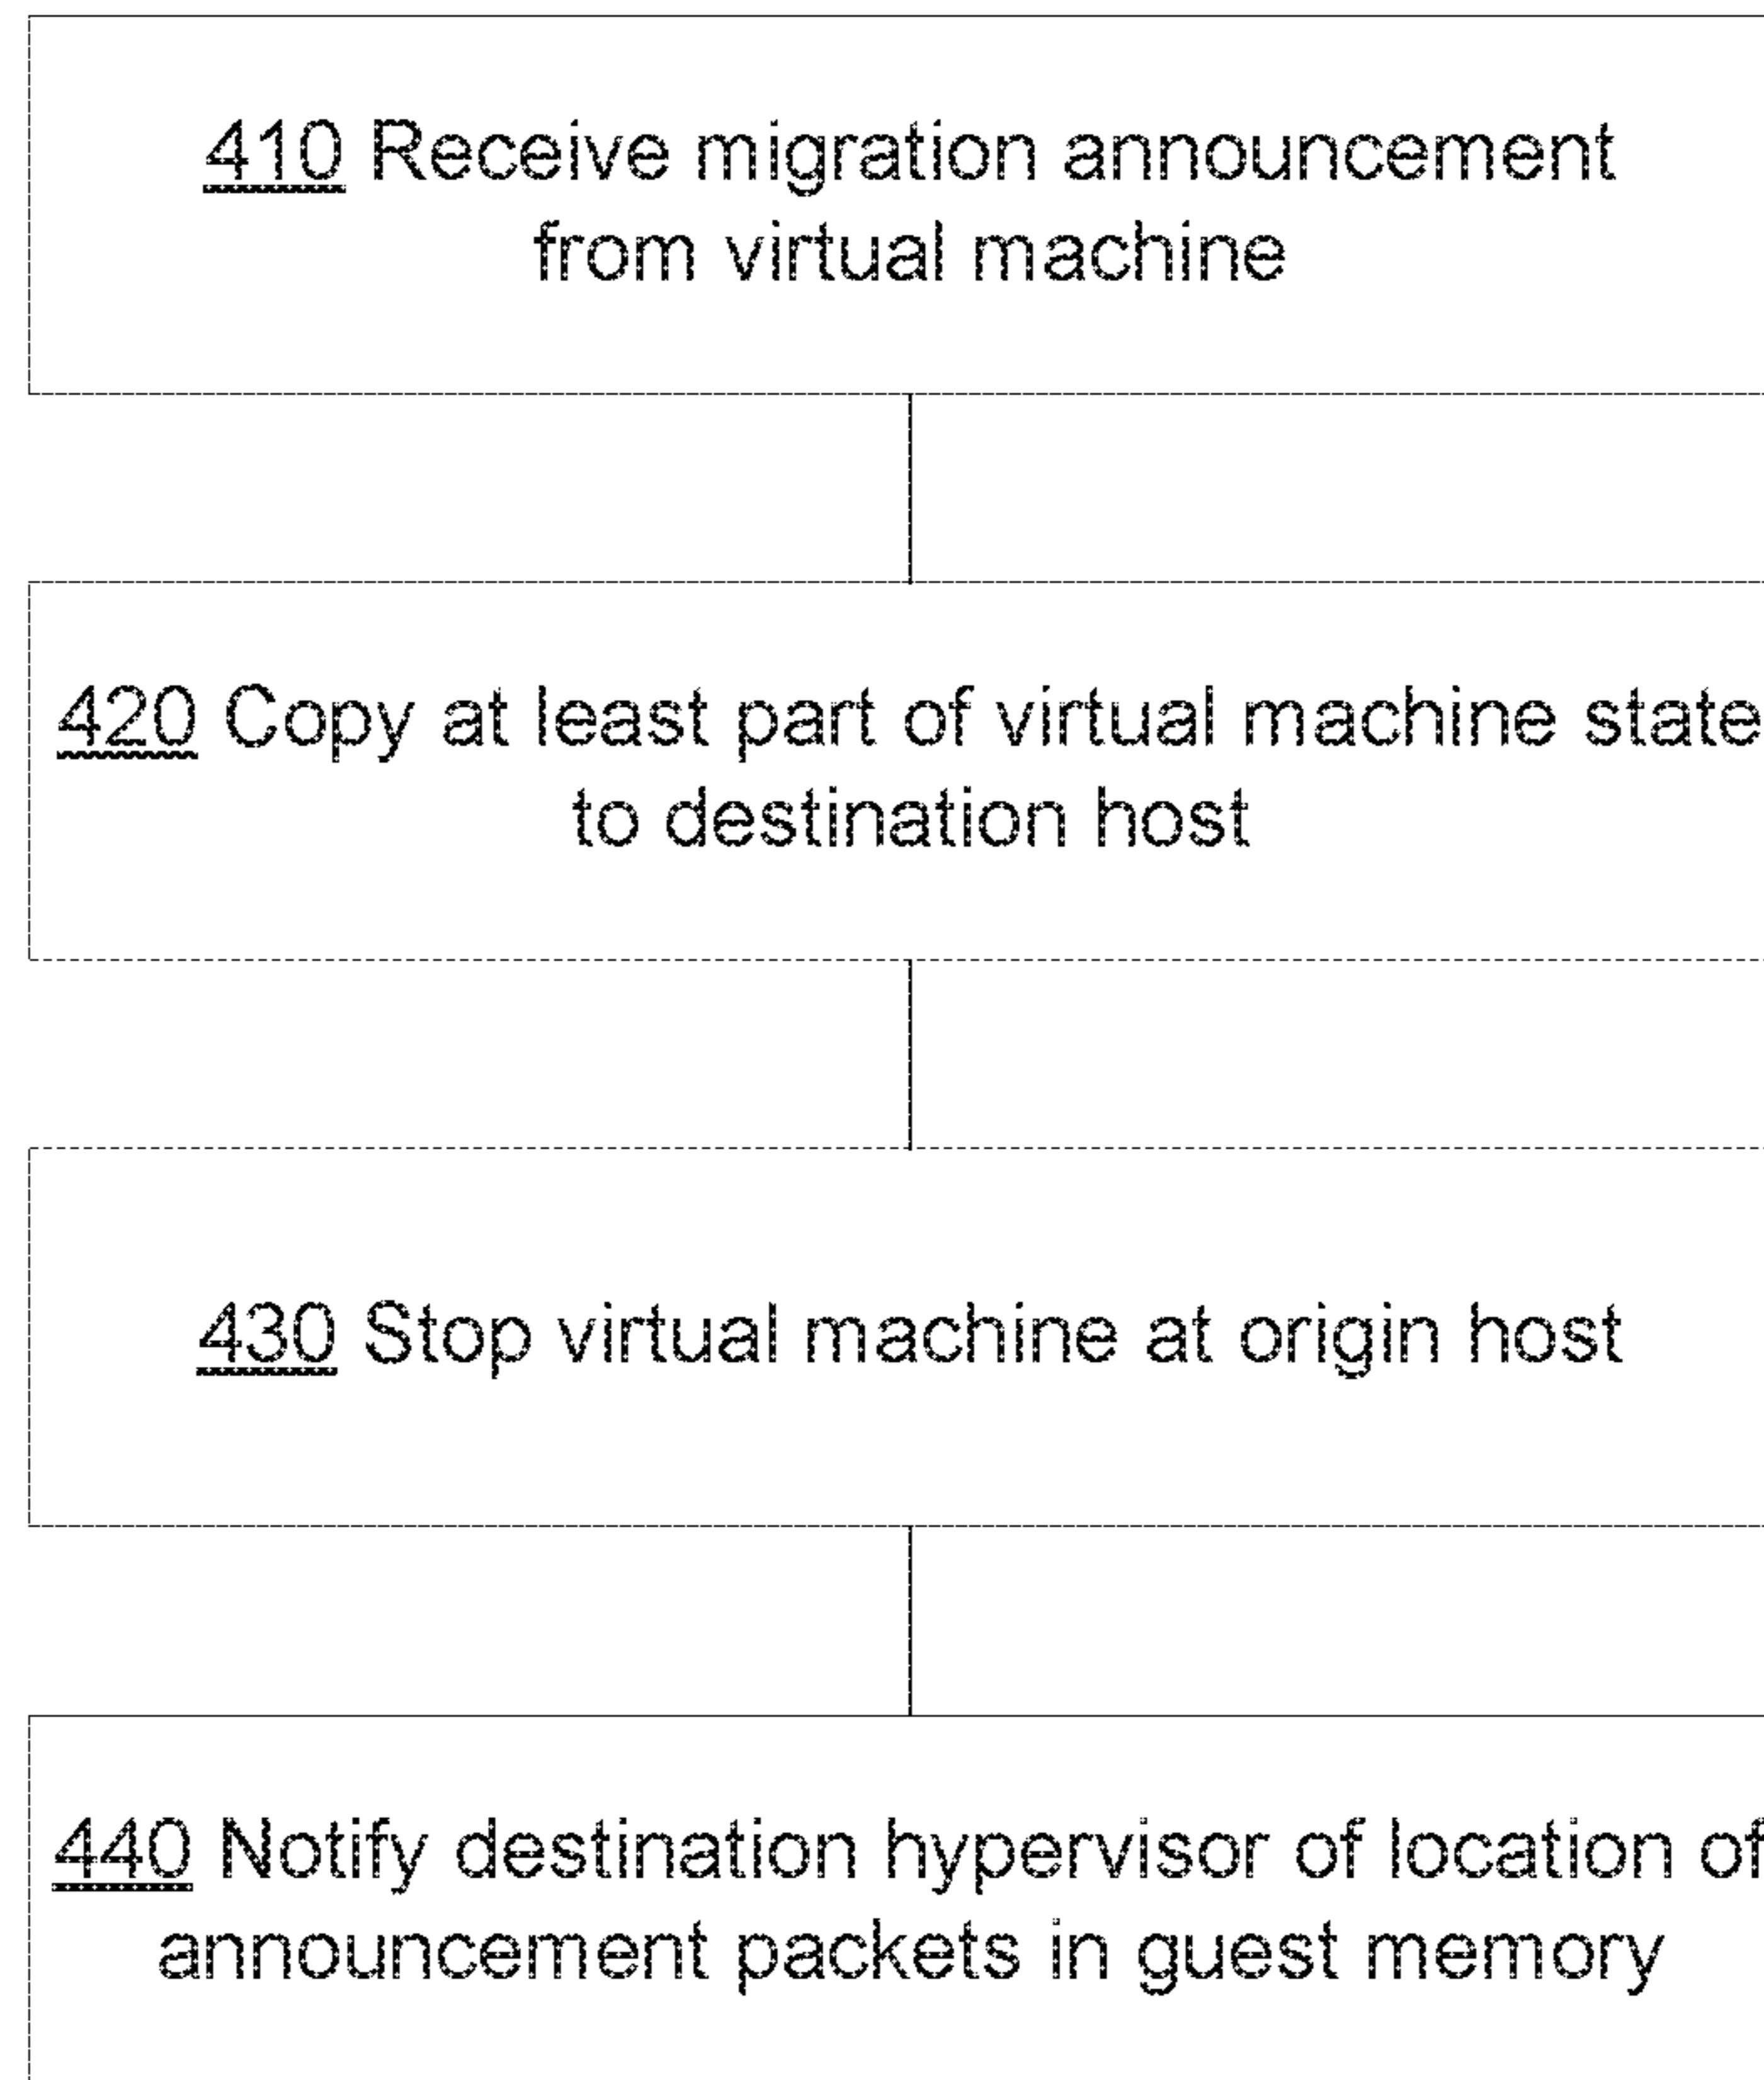 410 Receive migration announcement
from virtual machine
420 Copy at least part of virtual machine state
to destination host
430 Stop virtual machine at origin host
440 Notify destination hypervisor of location of
announcement packets in guest memory